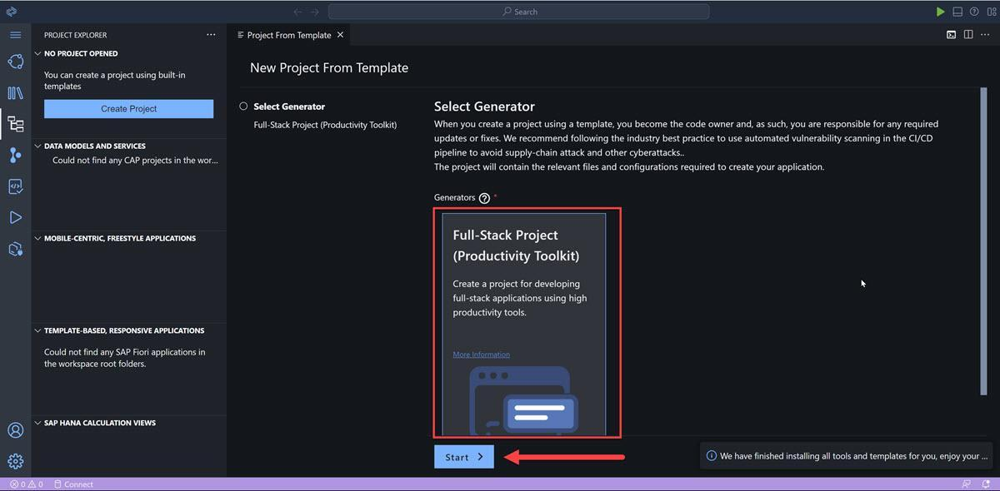 Search
PROJECT EXPLORER
...
NO PROJECT OPENED
You can create a project using built-in
templates
Create Project
DATA MODELS AND SERVICES
Could not find any CAP projects in the wor...
MOBILE-CENTRIC, FREESTYLE APPLICATIONS
TEMPLATE-BASED, RESPONSIVE APPLICATIONS
Could not find any SAP Fiori applications in
the workspace root folders.
SAP HANA CALCULATION VIEWS
Project From Template
New Project From Template
Select Generator
Full-Stack Project (Productivity Toolkit)
Select Generator
When you create a project using a template, you become the code owner and, as such, you are responsible for any required
updates or fixes. We recommend following the industry best practice to use automated vulnerability scanning in the CI/CD
pipeline to avoid supply-chain attack and other cyberattacks..
The project will contain the relevant files and configurations required to create your application.
Generators ? *
Full-Stack Project
(Productivity Toolkit)
Create a project for developing
full-stack applications using high
productivity tools.
More Information
Start
We have finished installing all tools and templates for you, enjoy your ...
0 0 Connect